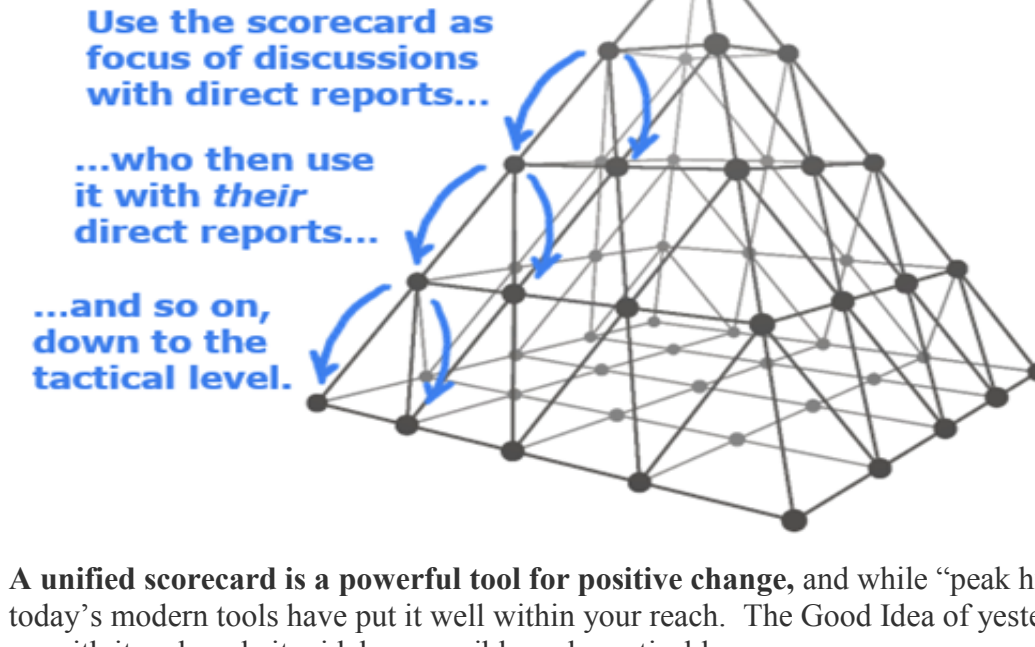 Use the scorecard as
focus of discussions
with direct reports...
...who then use
it with their
direct reports...
...and so on,
down to the
tactical level.
A unified scorecard is a powerful tool for positive change, and while “peak
today’s modern tools have put it well within your reach. The Good Idea of